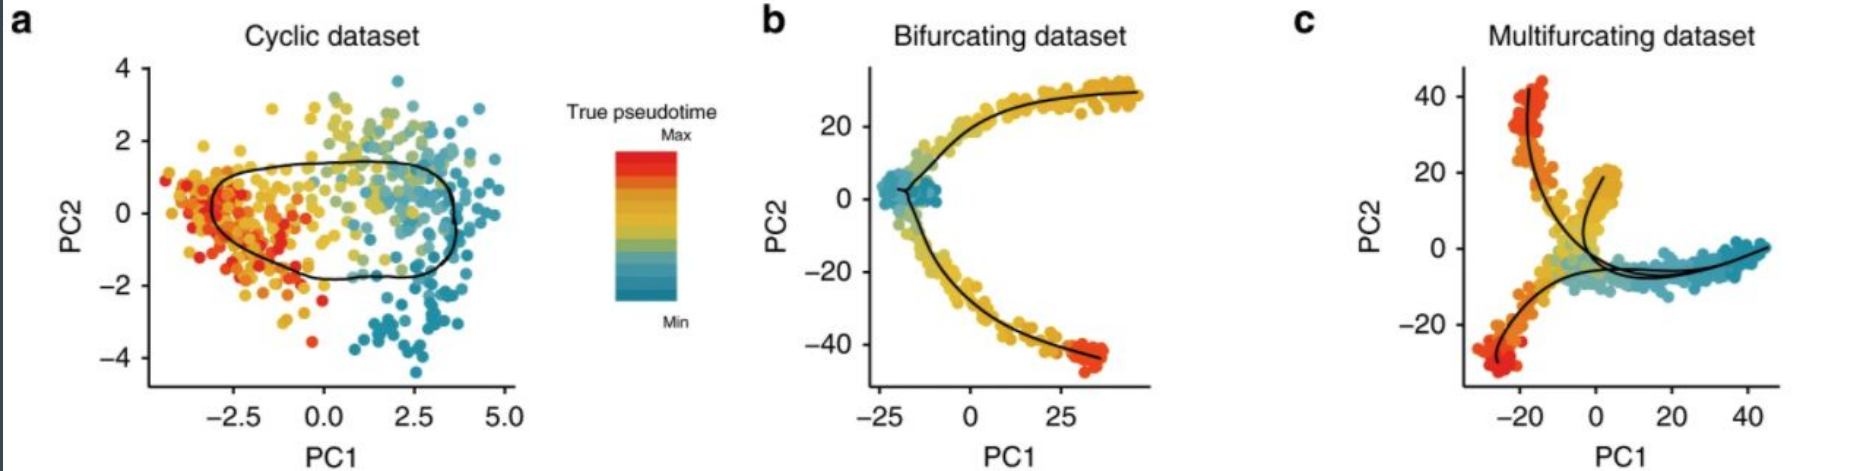 a
Cyclic dataset
4
2
0
−2
−4
PC2
−2.5 0.0 2.5 5.0
PC1
True pseudotime
Max
Min
b
Bifurcating dataset
20
0
−20
−40
PC2
−25 0 25
PC1
c
Multifurcating dataset
40
20
0
−20
PC2
−20 0 20 40
PC1